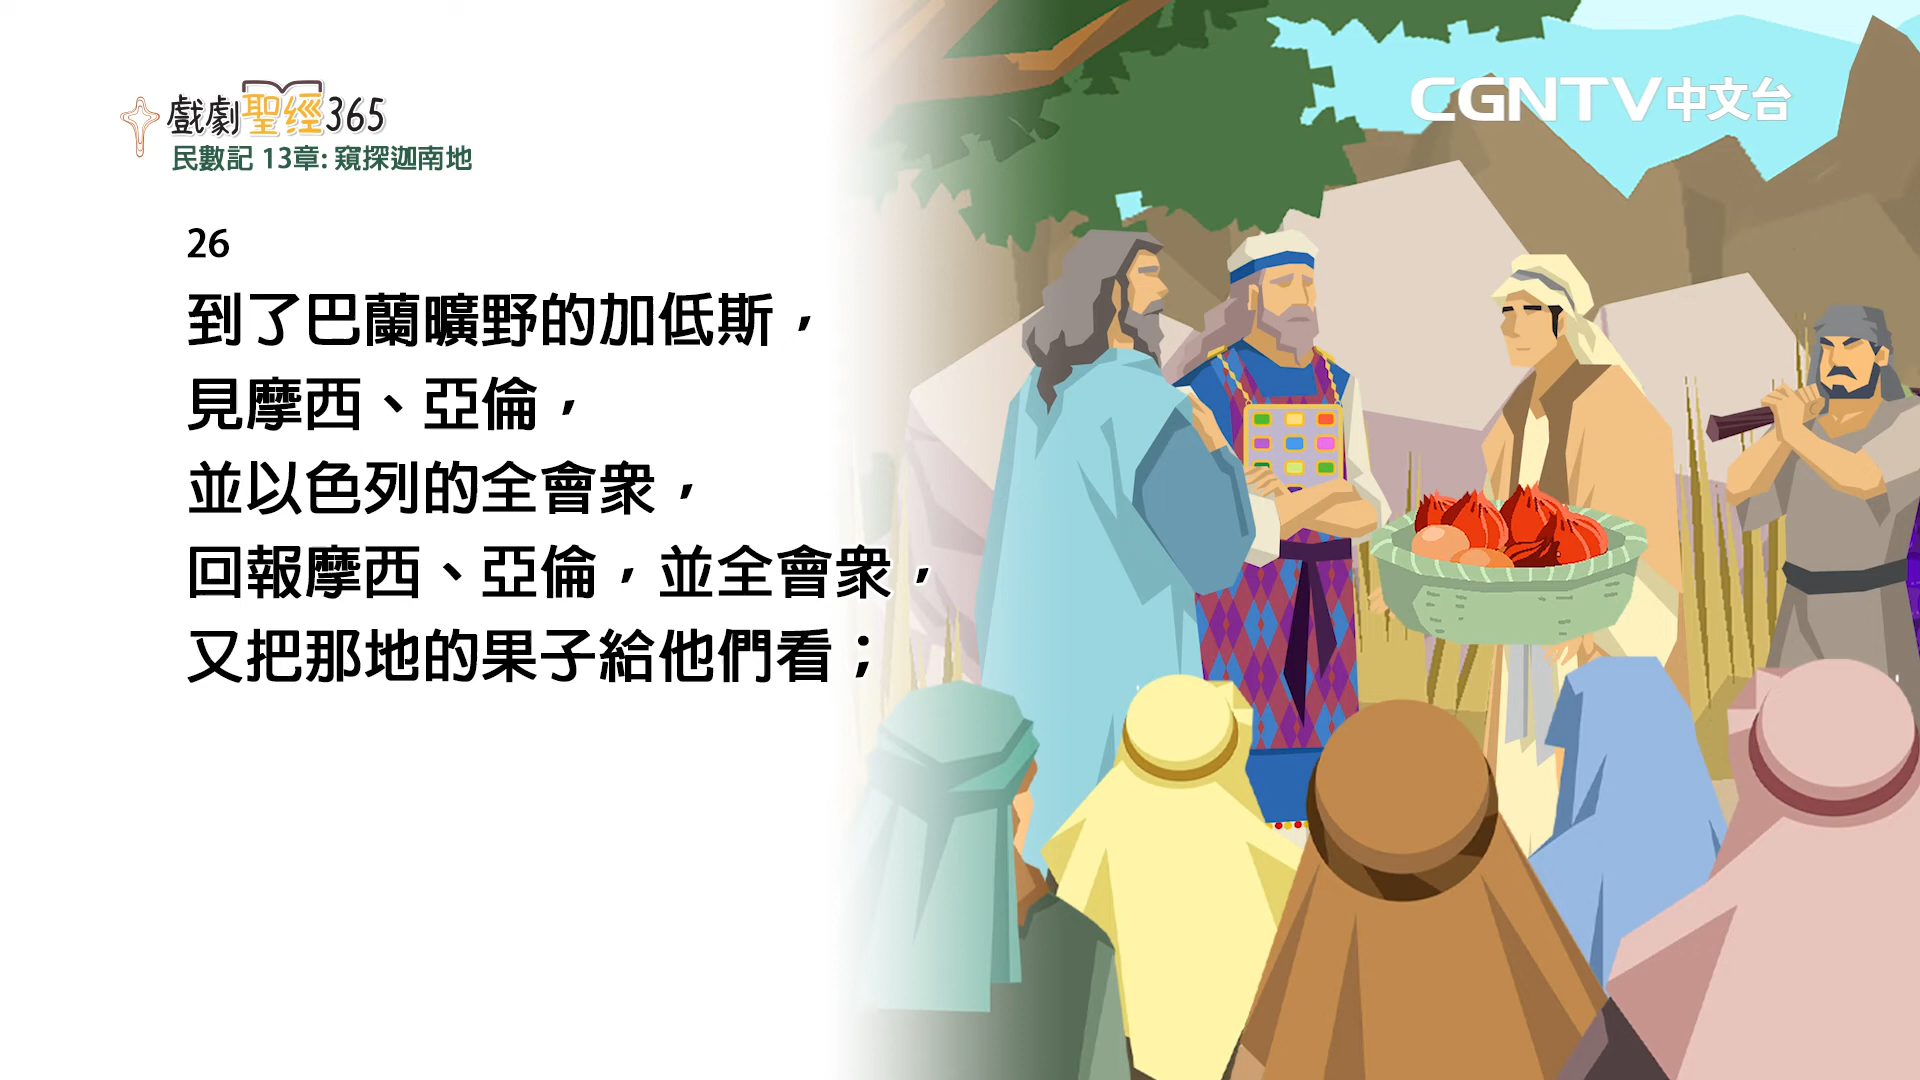 戲劇聖經365
CGNTV中文台
民數記 13章: 窺探迦南地
26
到了巴蘭曠野的加低斯，
見摩西、亞倫，
並以色列的全會衆，
回報摩西、亞倫，並全會衆，
又把那地的果子給他們看；